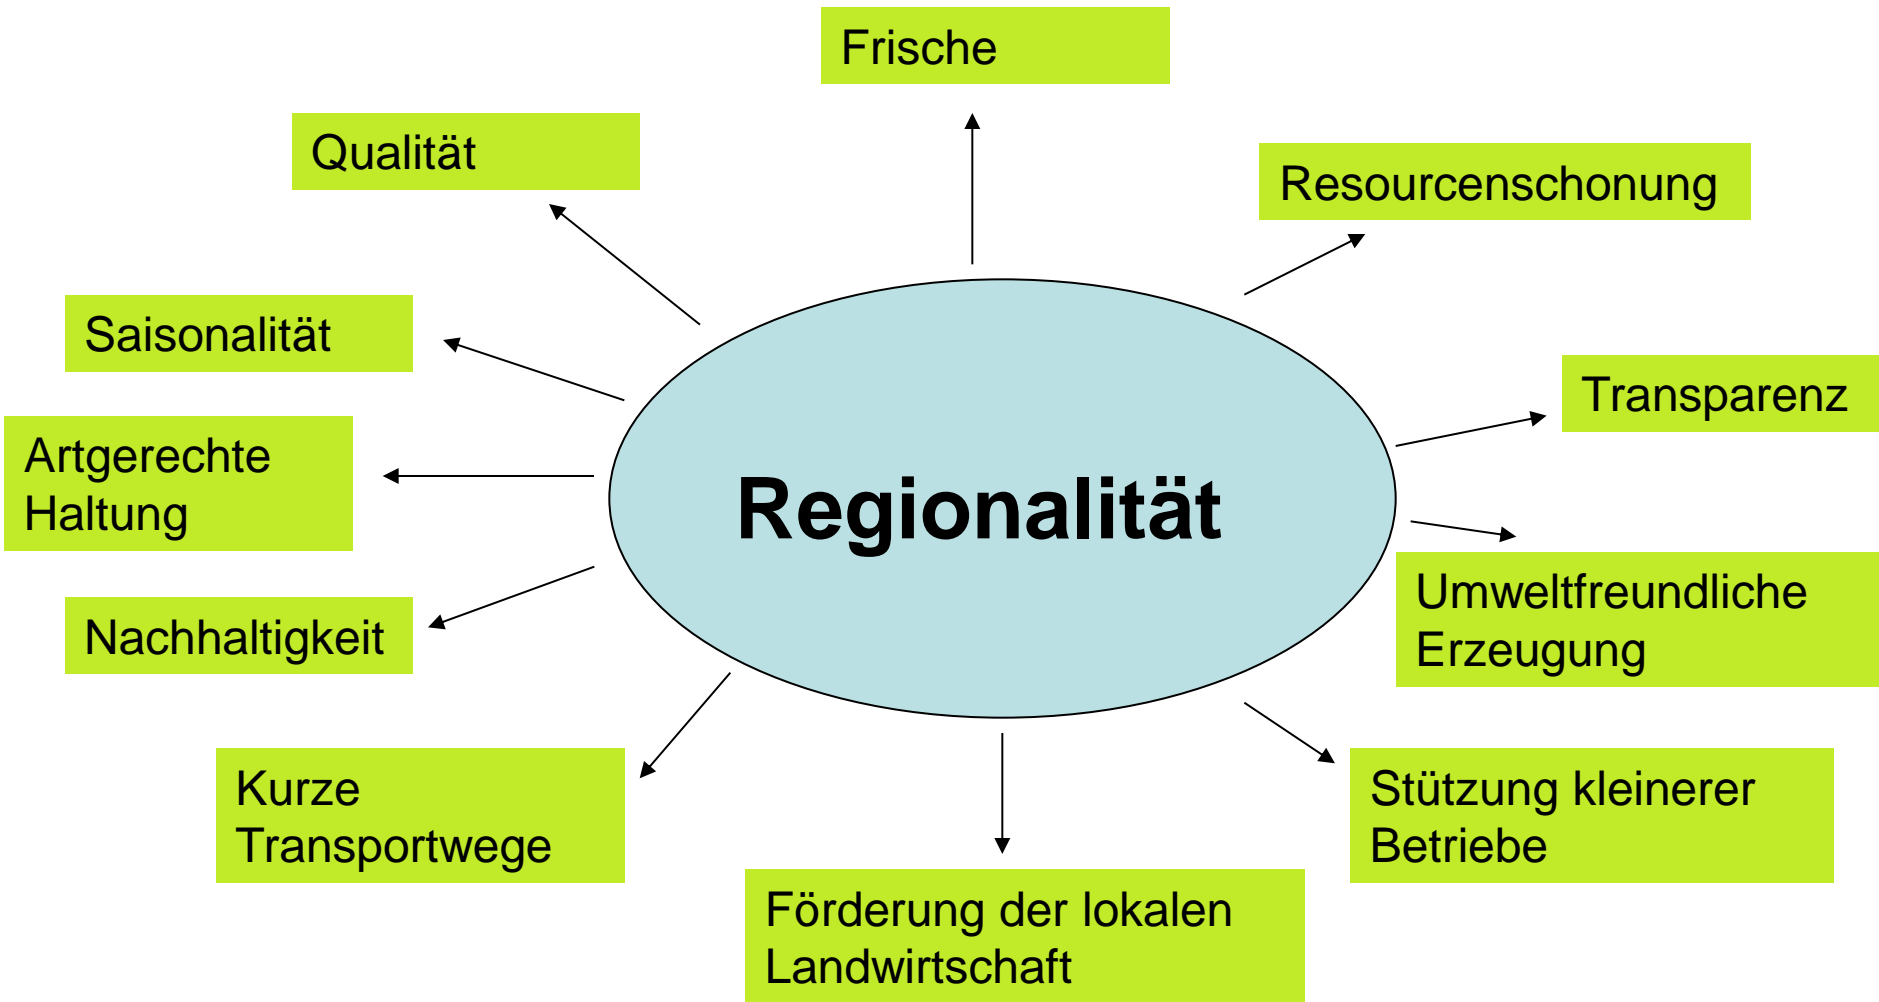 Frische
Qualität
Resourcenschonung
Saisonalität
Transparenz
Artgerechte
Haltung
Regionalität
Umweltfreundliche
Erzeugung
Nachhaltigkeit
Kurze
Transportwege
Stützung kleinerer
Betriebe
Förderung der lokalen
Landwirtschaft